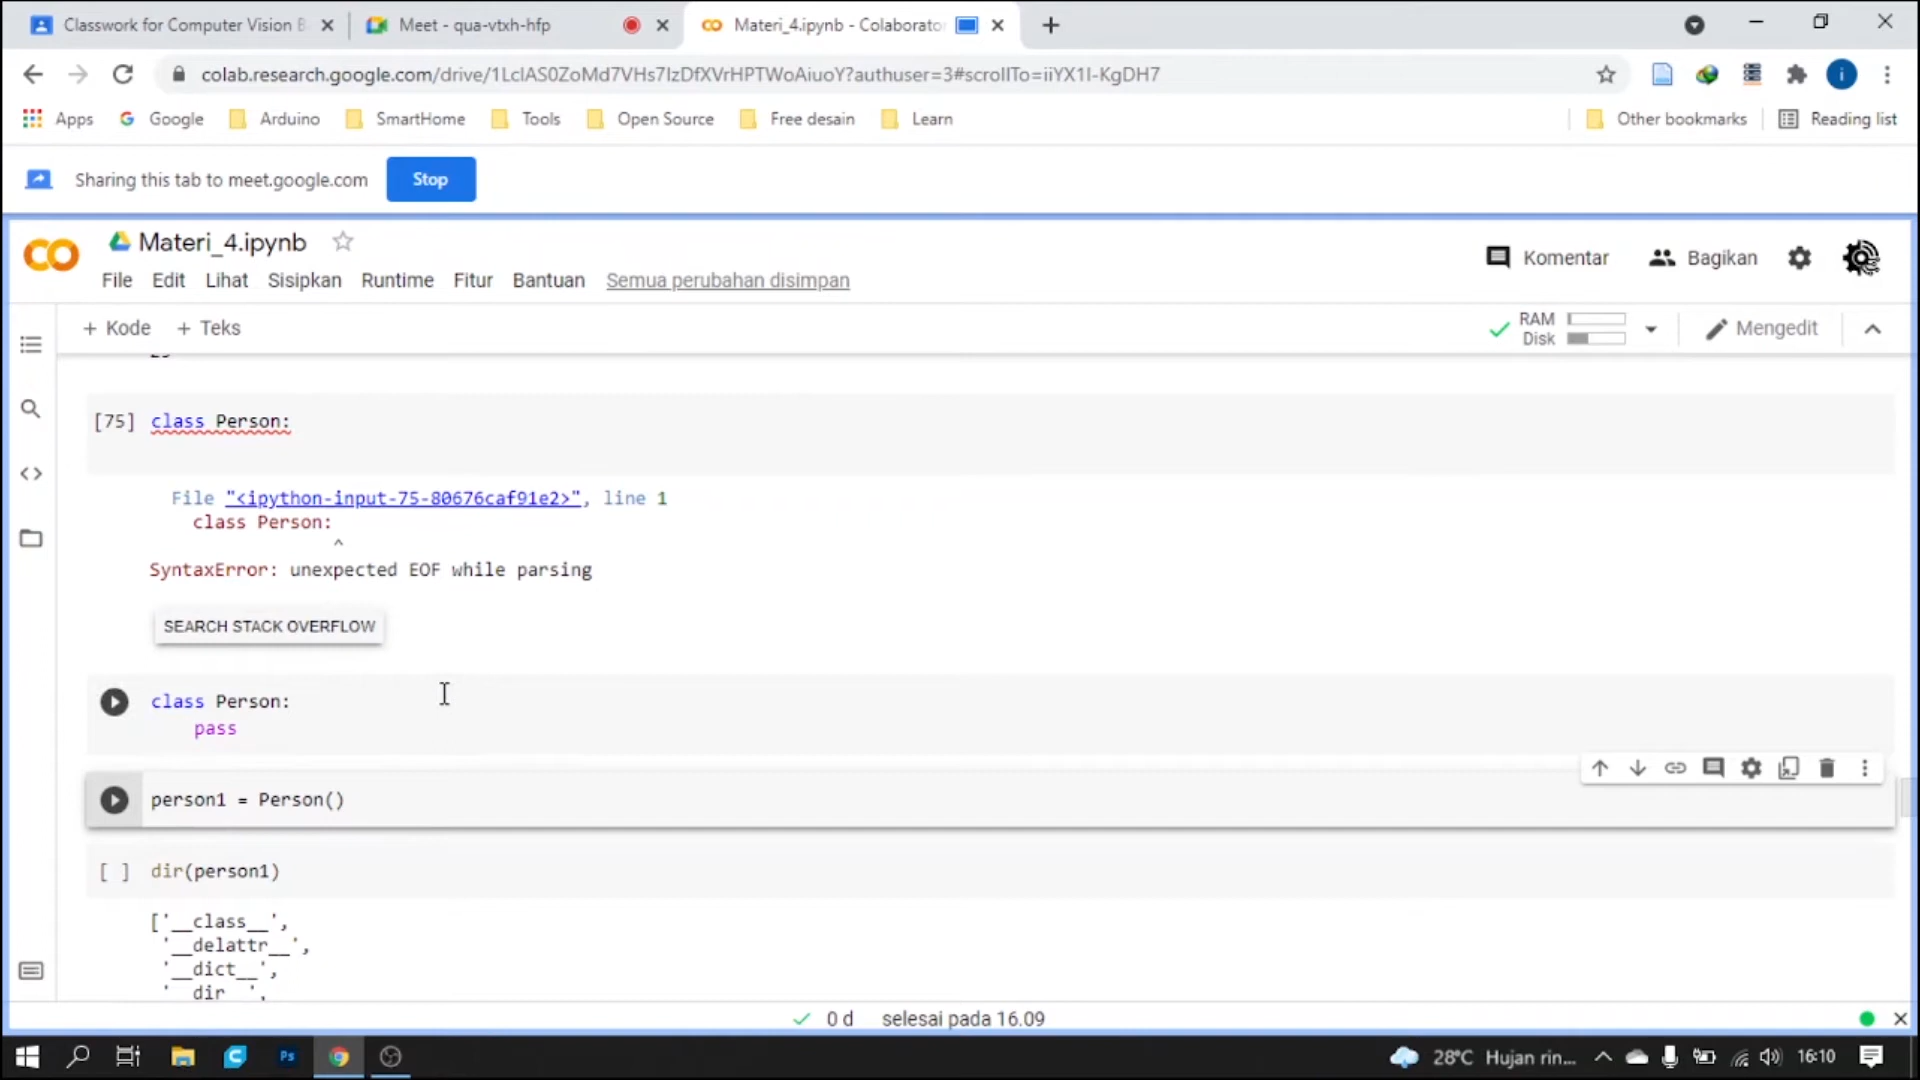 Classwork for Computer Vision B
Meet - qua-vtxh-hfp
Materi_4.ipynb - Colaborator
colab.research.google.com/drive/1LclAS0ZoMd7VHs7IzDfXVrHPTWoAiuoY?authuser=3#scrollTo=iiYX1I-KgDH7
Apps Google Arduino SmartHome Tools Open Source Free desain Learn Other bookmarks Reading list
Sharing this tab to meet.google.com Stop
Materi_4.ipynb
Komentar Bagikan
File Edit Lihat Sisipkan Runtime Fitur Bantuan Semua perubahan disimpan
+ Kode + Teks
RAM
Disk
Mengedit
[75] class Person:
File "<ipython-input-75-80676caf91e2>", line 1
class Person:
^
SyntaxError: unexpected EOF while parsing
SEARCH STACK OVERFLOW
class Person:
pass
person1 = Person()
[ ] dir(person1)
['__class__',
'__delattr__',
'__dict__',
'__dir__',
0 d selesai pada 16.09
28°C Hujan rin... 16:10